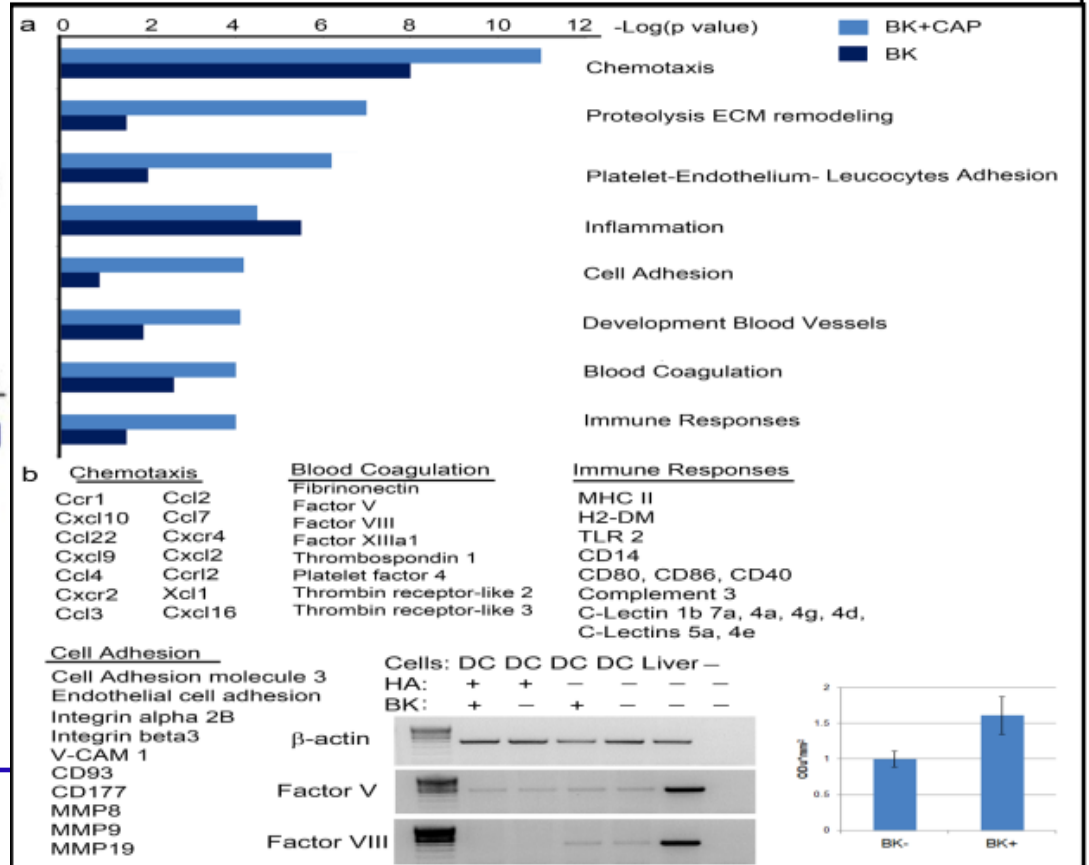 a 0 2 4 6 8 10 12 -Log(p value)
BK+CAP
BK
Chemotaxis
Proteolysis ECM remodeling
Platelet-Endothelium- Leucocytes Adhesion
Inflammation
Cell Adhesion
Development Blood Vessels
Blood Coagulation
Immune Responses
b
Chemotaxis
Ccr1 Ccl2
Cxcl10 Ccl7
Ccl22 Cxcr4
Cxcl9 Cxcl2
Ccl4 Ccrl2
Cxcr2 Xcl1
Ccl3 Cxcl16
Blood Coagulation
Fibrinonectin
Factor V
Factor VIII
Factor XIIIa1
Thrombospondin 1
Platelet factor 4
Thrombin receptor-like 2
Thrombin receptor-like 3
Immune Responses
MHC II
H2-DM
TLR 2
CD14
CD80, CD86, CD40
Complement 3
C-Lectin 1b 7a, 4a, 4g, 4d,
C-Lectins 5a, 4e
Cell Adhesion
Cell Adhesion molecule 3
Endothelial cell adhesion
Integrin alpha 2B
Integrin beta3
V-CAM 1
CD93
CD177
MMP8
MMP9
MMP19
Cells: DC DC DC DC Liver –
HA: + + – – – –
BK: + – + – – –
β-actin
Factor V
Factor VIII
2
1.5
1
0.5
0
BK- BK+